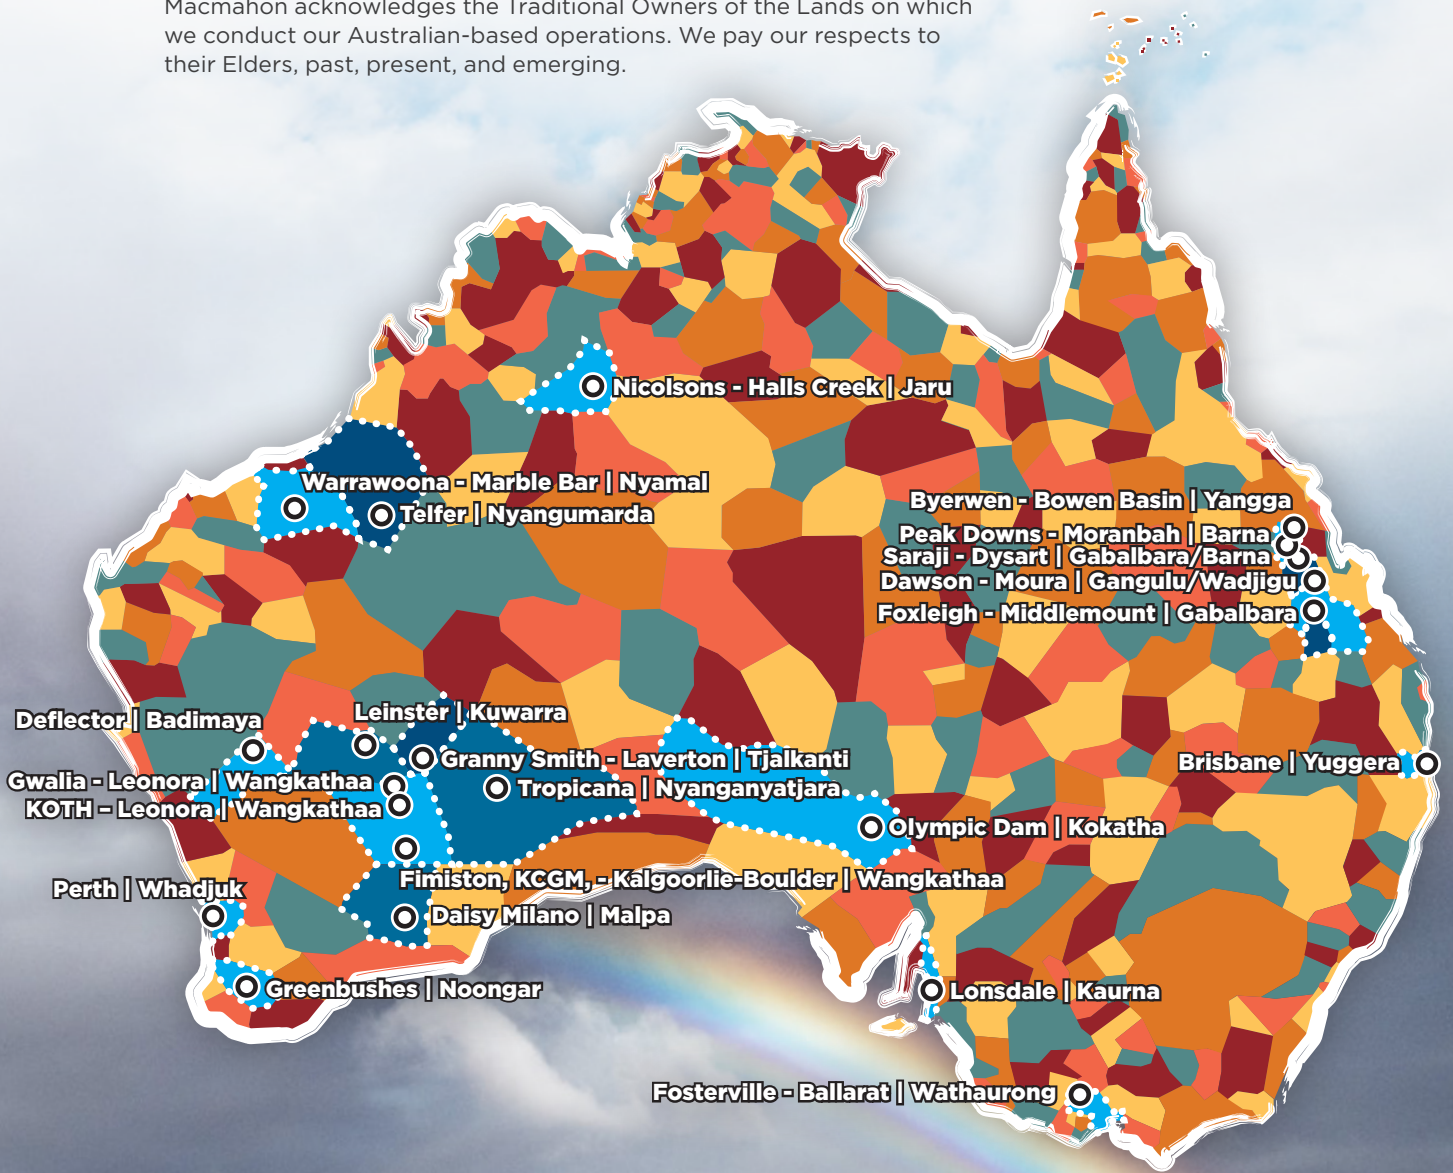 Macmahon acknowledges the Traditional Owners of the Lands on which
we conduct our Australian-based operations. We pay our respects to
their Elders, past, present, and emerging.
Nicolsons - Halls Creek | Jaru
Warrawoona - Marble Bar | Nyamal
Telfer | Nyangumarda
Byerwen - Bowen Basin | Yangga
Peak Downs - Moranbah | Barna
Saraji - Dysart | Gabalbara/Barna
Dawson - Moura | Gangulu/Wadjigu
Foxleigh - Middlemount | Gabalbara
Leinster | Kuwarra
Deflector | Badimaya
Granny Smith - Laverton | Tjalkanti
Brisbane | Yuggera
Gwalia - Leonora | Wangkathaa
Tropicana | Nyanganyatjara
KOTH – Leonora | Wangkathaa
Olympic Dam | Kokatha
Fimiston, KCGM, - Kalgoorlie-Boulder | Wangkathaa
Perth | Whadjuk
Daisy Milano | Malpa
Greenbushes | Noongar
Lonsdale | Kaurna
Fosterville - Ballarat | Wathaurong